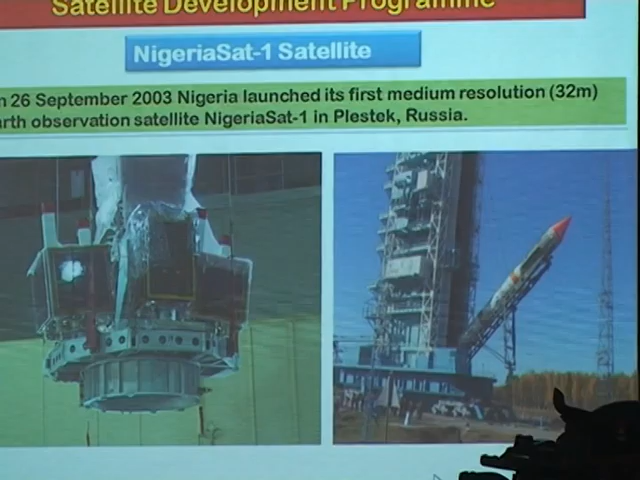 Satellite Development Programme
NigeriaSat-1 Satellite
26 September 2003 Nigeria launched its first medium resolution (32m)
observation satellite NigeriaSat-1 in Plestek, Russia.